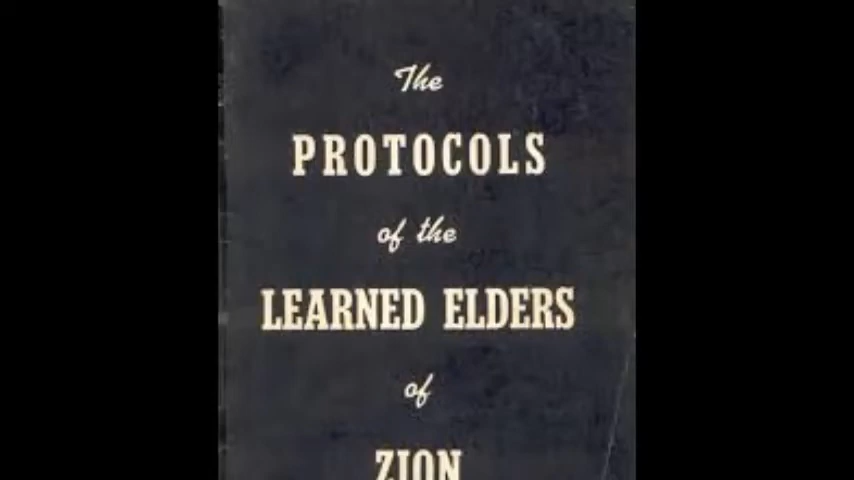 The
PROTOCOLS
of the
LEARNED ELDERS
of
ZION